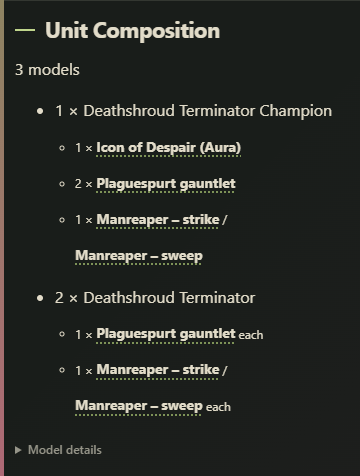 Unit Composition
3 models
1 × Deathshroud Terminator Champion
1 × Icon of Despair (Aura)
2 × Plaguespurt gauntlet
1 × Manreaper – strike /
Manreaper – sweep
2 × Deathshroud Terminator
1 × Plaguespurt gauntlet each
1 × Manreaper – strike /
Manreaper – sweep each
Model details